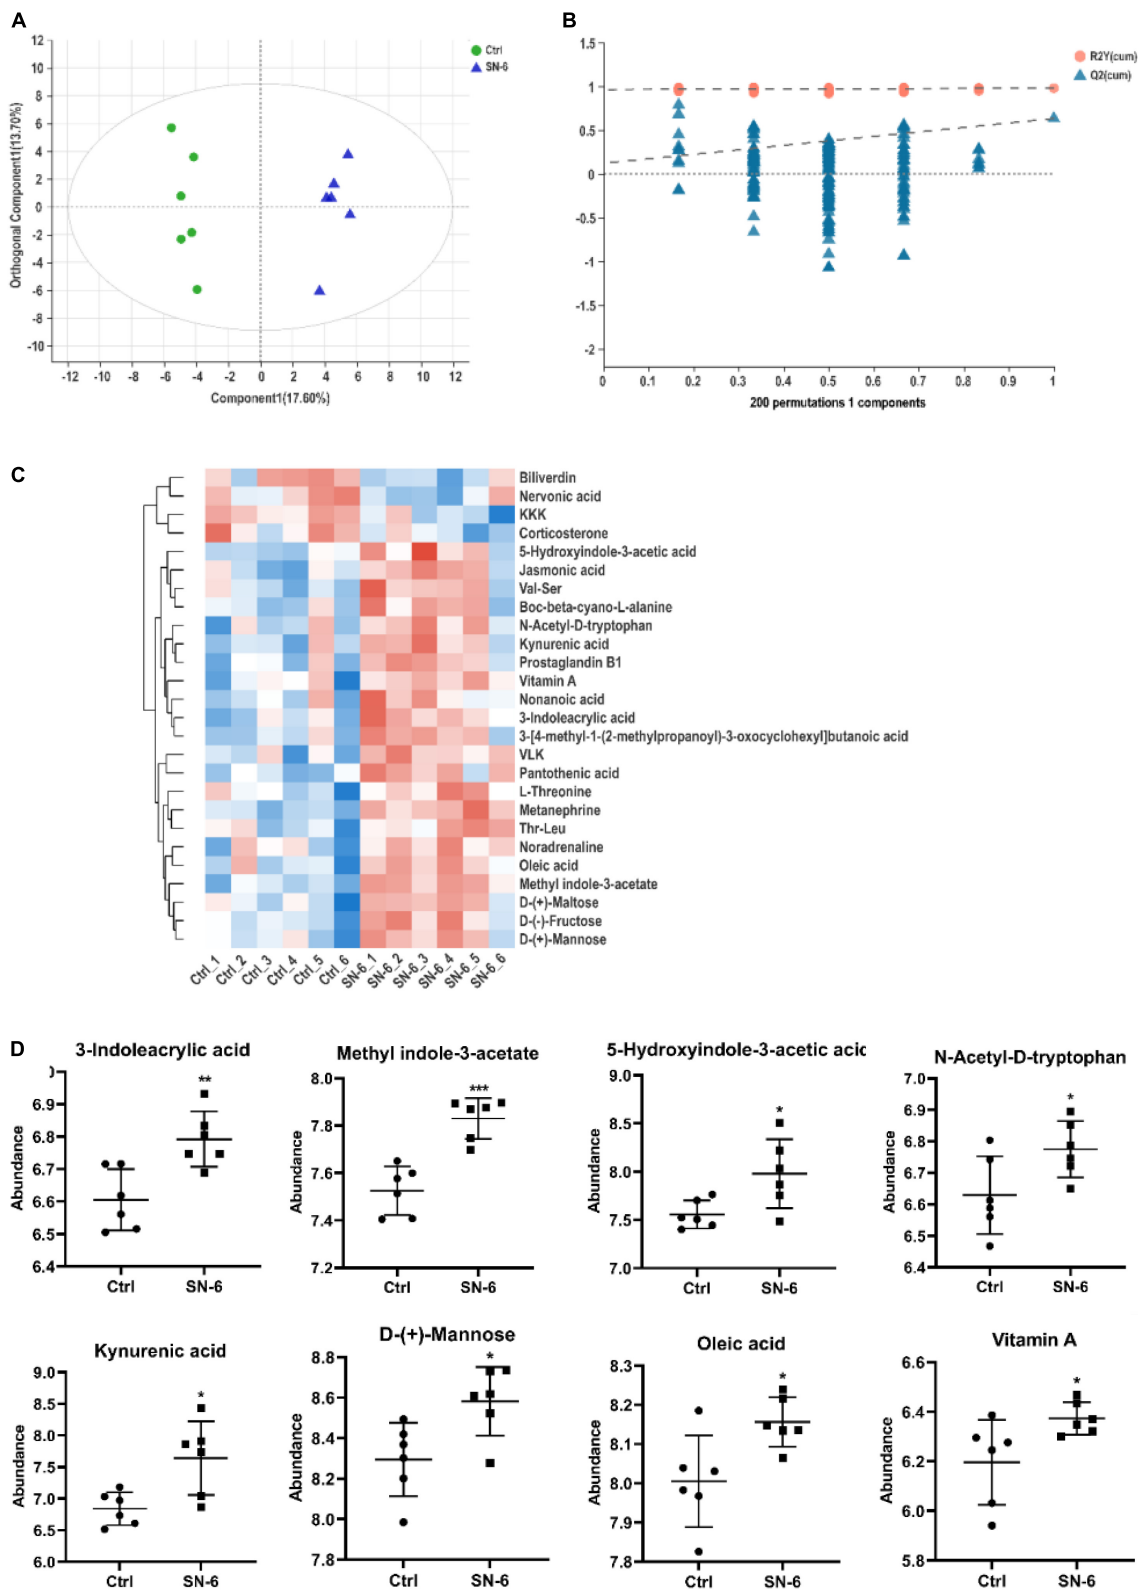 A
12
10
8
6
4
2
0
-2
-4
-6
-8
-10
Orthogonal Component1(13.70%)
-12 -10 -8 -6 -4 -2 0 2 4 6 8 10 12
Component1(17.60%)
Ctrl
SN-6
B
1.5
1
0.5
0
-0.5
-1
-1.5
-2
0 0.1 0.2 0.3 0.4 0.5 0.6 0.7 0.8 0.9 1
200 permutations 1 components
R2Y(cum)
Q2(cum)
C
Biliverdin
Nervonic acid
KKK
Corticosterone
5-Hydroxyindole-3-acetic acid
Jasmonic acid
Val-Ser
Boc-beta-cyano-L-alanine
N-Acetyl-D-tryptophan
Kynurenic acid
Prostaglandin B1
Vitamin A
Nonanoic acid
3-Indoleacrylic acid
3-[4-methyl-1-(2-methylpropanoyl)-3-oxocyclohexyl]butanoic acid
VLK
Pantothenic acid
L-Threonine
Metanephrine
Thr-Leu
Noradrenaline
Oleic acid
Methyl indole-3-acetate
D-(+)-Maltose
D-(-)-Fructose
D-(+)-Mannose
Ctrl_1 Ctrl_2 Ctrl_3 Ctrl_4 Ctrl_5 Ctrl_6 SN-6_1 SN-6_2 SN-6_3 SN-6_4 SN-6_5 SN-6_6
D
3-Indoleacrylic acid
0
6.9
6.8
6.7
6.6
6.5
6.4
Abundance
**
Ctrl SN-6
Methyl indole-3-acetate
8.0
7.8
7.6
7.4
7.2
Abundance
***
Ctrl SN-6
5-Hydroxyindole-3-acetic acid
9.0
8.5
8.0
7.5
7.0
Abundance
*
Ctrl SN-6
N-Acetyl-D-tryptophan
7.0
6.9
6.8
6.7
6.6
6.5
6.4
Abundance
*
Ctrl SN-6
Kynurenic acid
9.0
8.5
8.0
7.5
7.0
6.5
6.0
Abundance
*
Ctrl SN-6
D-(+)-Mannose
8.8
8.6
8.4
8.2
8.0
7.8
Abundance
*
Ctrl SN-6
Oleic acid
8.3
8.2
8.1
8.0
7.9
7.8
Abundance
*
Ctrl SN-6
Vitamin A
6.6
6.4
6.2
6.0
5.8
Abundance
*
Ctrl SN-6